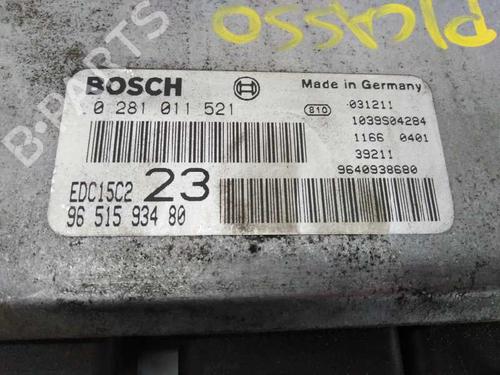 PICASSO
BOSCH
Made in Germany
0 281 011 521
810
031211
1039S04284
1166 0401
39211
9640938680
EDC15C2
23
96 515 934 80
B-PARTS